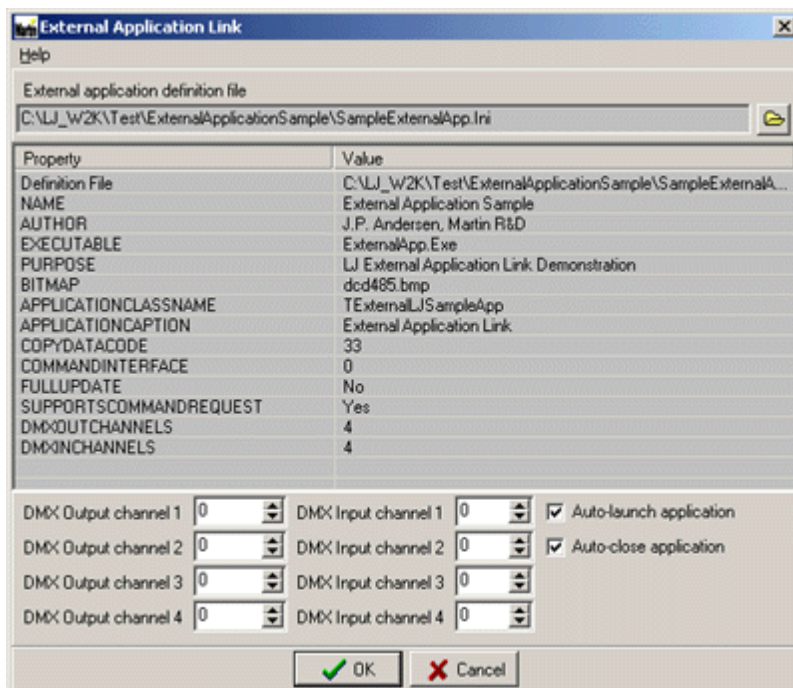 External Application Link
Help
External application definition file
C:\LJ_W2K\Test\ExternalApplicationSample\SampleExternalApp.Ini
Property Value
Definition File C:\LJ_W2K\Test\ExternalApplicationSample\SampleExternalA...
NAME External Application Sample
AUTHOR J.P. Andersen, Martin R&D
EXECUTABLE ExternalApp.Exe
PURPOSE LJ External Application Link Demonstration
BITMAP dcd485.bmp
APPLICATIONCLASSNAME TExternalLJSampleApp
APPLICATIONCAPTION External Application Link
COPYDATACODE 33
COMMANDINTERFACE 0
FULLUPDATE No
SUPPORTSCOMMANDREQUEST Yes
DMXOUTCHANNELS 4
DMXINCHANNELS 4
DMX Output channel 1 0 DMX Input channel 1 0 Auto-launch application
DMX Output channel 2 0 DMX Input channel 2 0 Auto-close application
DMX Output channel 3 0 DMX Input channel 3 0
DMX Output channel 4 0 DMX Input channel 4 0
OK Cancel